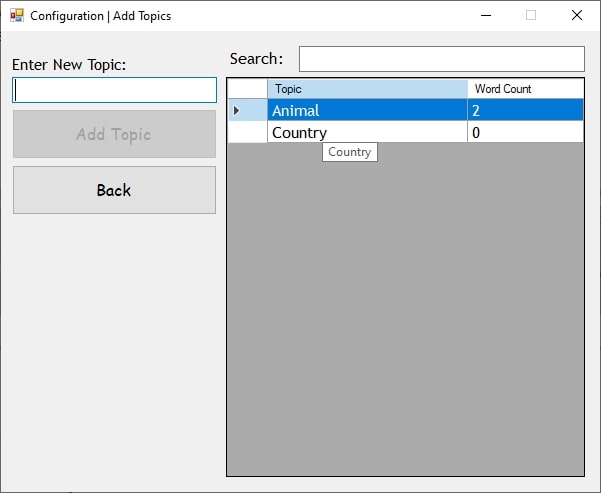 Configuration | Add Topics
Enter New Topic:
Add Topic
Back
Search:
Topic Word Count
Animal 2
Country 0
Country